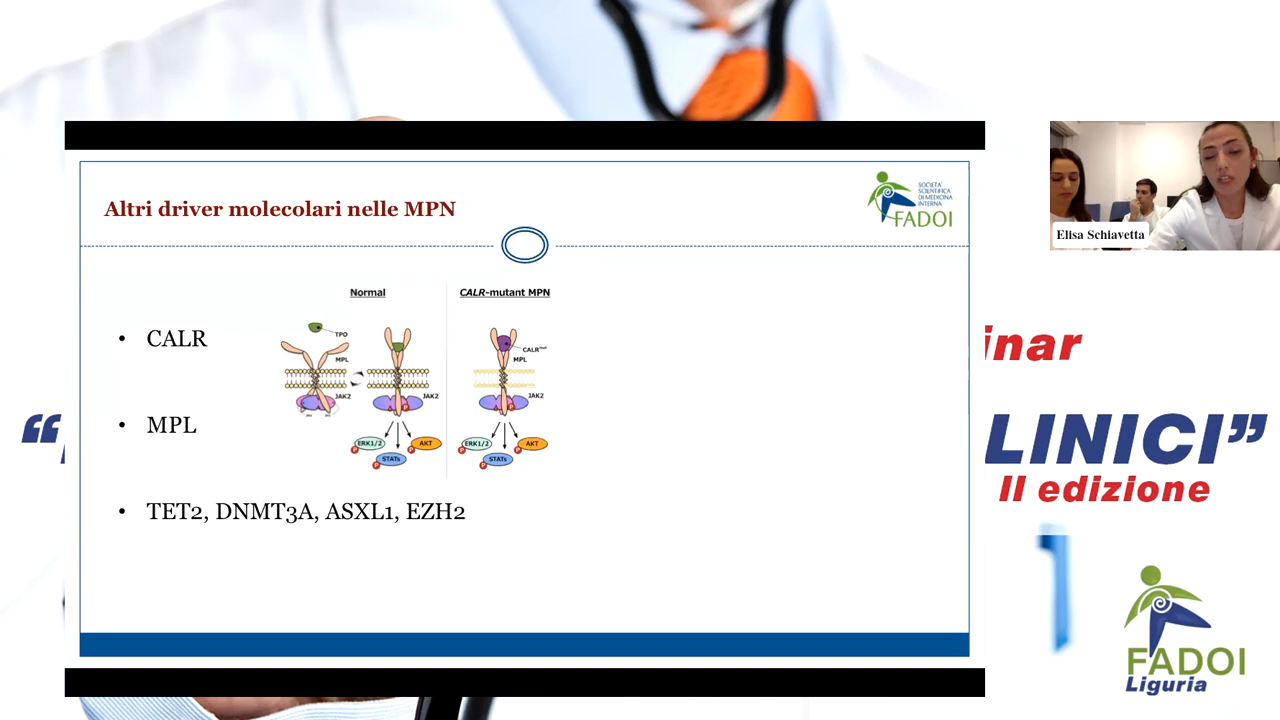 Altri driver molecolari nelle MPN
SOCIETA'
SCIENTIFICA
DI MEDICINA
INTERNA
FADOI
Elisa Schiavetta
Normal
CALR-mutant MPN
TPO
MPL
JAK2
JAK2
CALRmut
MPL
JAK2
ERK1/2
AKT
STATs
P
P
P
ERK1/2
AKT
STATs
P
P
P
• CALR
• MPL
• TET2, DNMT3A, ASXL1, EZH2
inar
“
LINICI”
II edizione
FADOI
Liguria